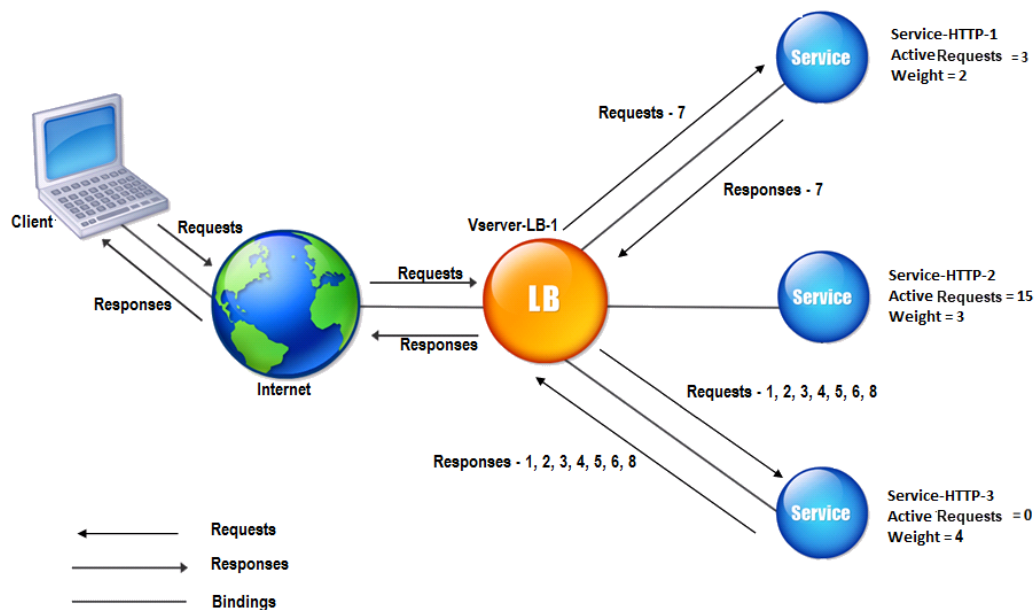 Service-HTTP-1
Active Requests = 3
Weight = 2
Service
Requests - 7
Responses - 7
Client
Requests
Vserver-LB-1
Requests
Responses
LB
Service
Service-HTTP-2
Active Requests = 15
Weight = 3
Responses
Internet
Requests - 1, 2, 3, 4, 5, 6, 8
Responses - 1, 2, 3, 4, 5, 6, 8
Service
Service-HTTP-3
Active Requests = 0
Weight = 4
Requests
Responses
Bindings